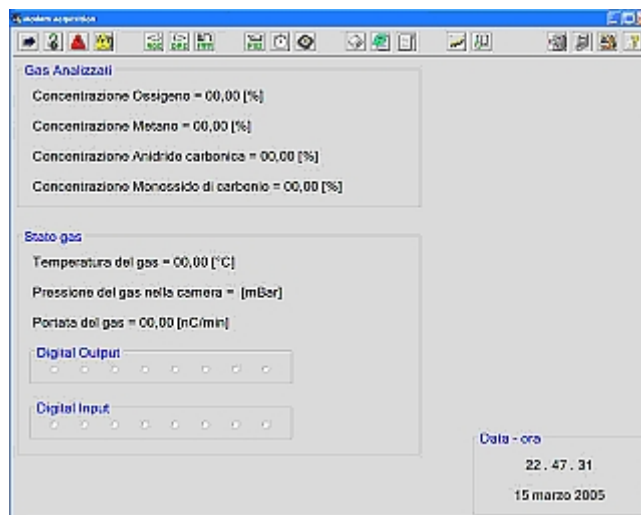 modem acquisition
Gas Analizzati
Concentrazione Ossigeno = 00,00 [%]
Concentrazione Metano = 00,00 [%]
Concentrazione Anidride carbonica = 00,00 [%]
Concentrazione Monossido di carbonio = 00,00 [%]
Stato gas
Temperatura del gas = 00,00 [°C]
Pressione del gas nella camera = [mBar]
Portata del gas = 00,00 [nC/min]
Digital Output
Digital Input
Data - ora
22 . 47 . 31
15 marzo 2005